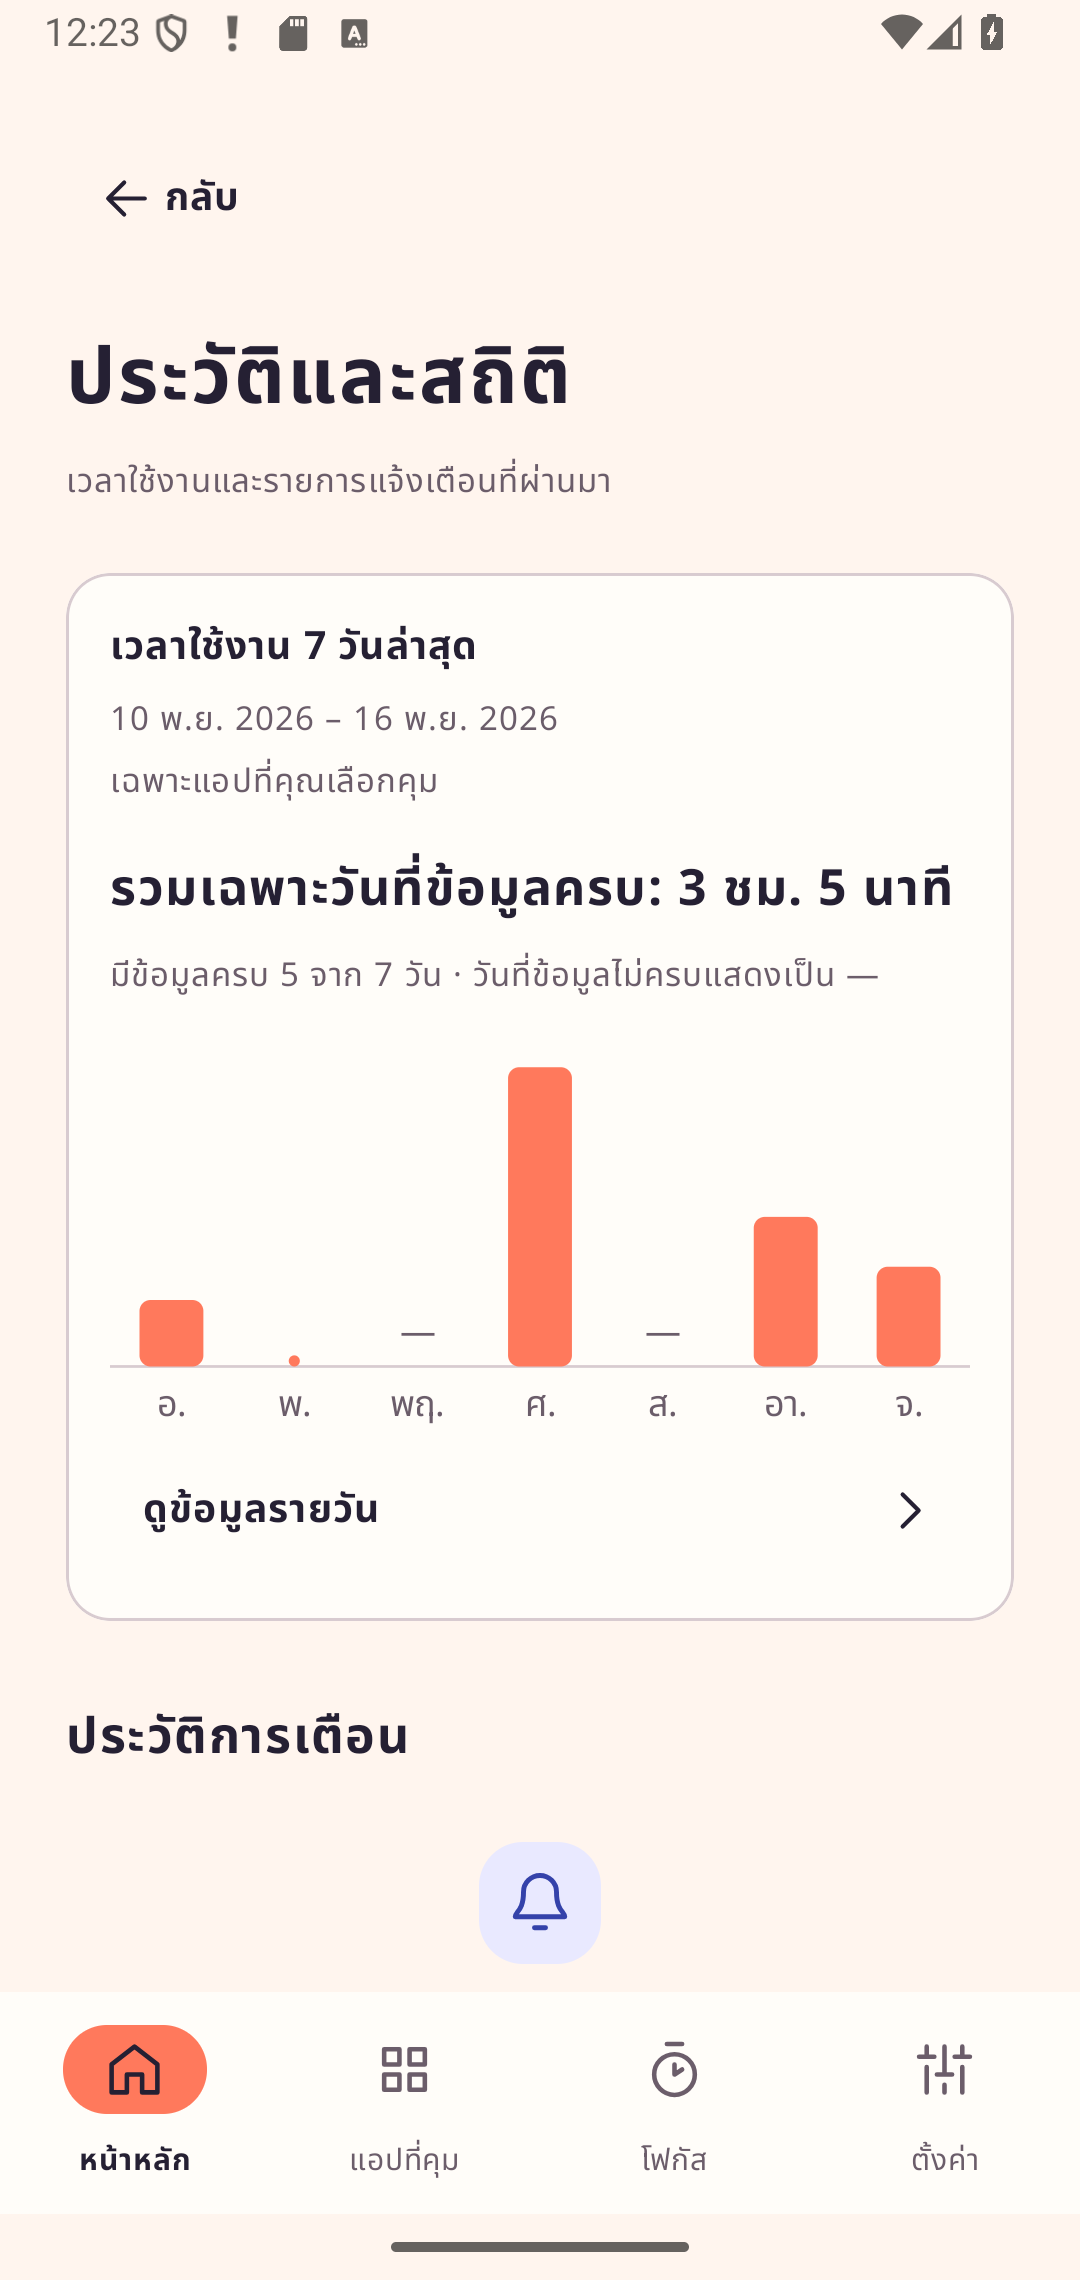 12:23
กลับ
ประวัติและสถิติ
เวลาใช้งานและรายการแจ้งเตือนที่ผ่านมา
เวลาใช้งาน 7 วันล่าสุด
10 พ.ย. 2026 – 16 พ.ย. 2026
เฉพาะแอปที่คุณเลือกคุม
รวมเฉพาะวันที่ข้อมูลครบ: 3 ชม. 5 นาที
มีข้อมูลครบ 5 จาก 7 วัน · วันที่ข้อมูลไม่ครบแสดงเป็น —
— —
อ. พ. พฤ. ศ. ส. อา. จ.
ดูข้อมูลรายวัน
ประวัติการเตือน
หน้าหลัก แอปที่คุม โฟกัส ตั้งค่า